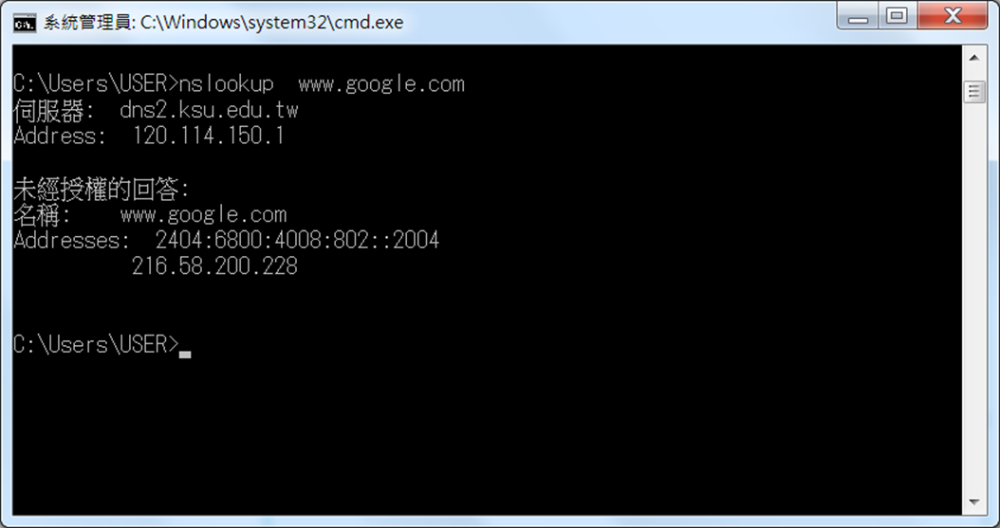 系統管理員: C:\Windows\system32\cmd.exe
C:\Users\USER>nslookup  www.google.com
伺服器:  dns2.ksu.edu.tw
Address:  120.114.150.1
未經授權的回答:
名稱:    www.google.com
Addresses:  2404:6800:4008:802::2004
216.58.200.228
C:\Users\USER>